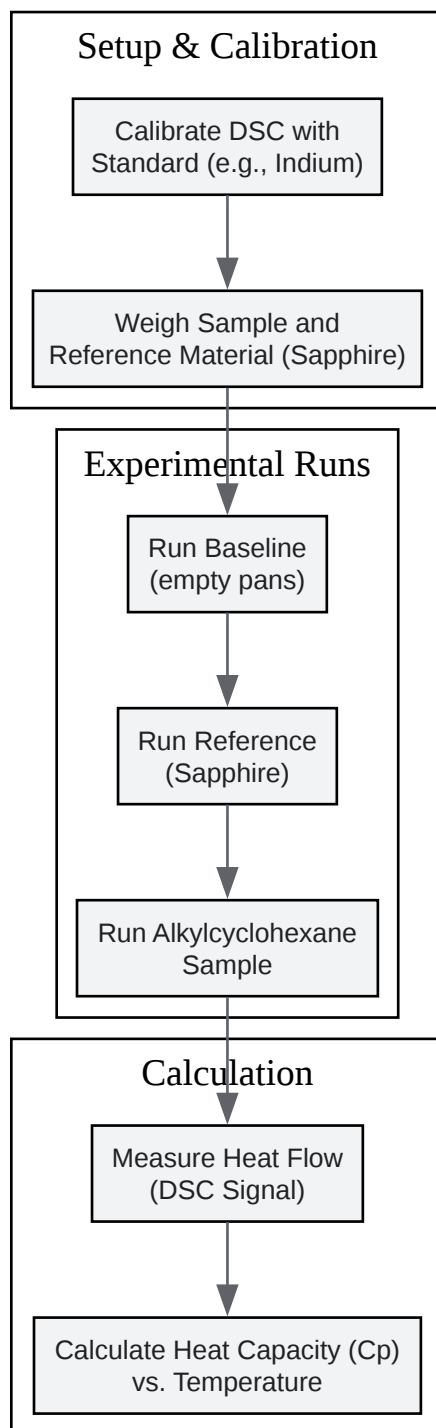 Setup & Calibration
Calibrate DSC with
Standard (e.g., Indium)
Weigh Sample and
Reference Material (Sapphire)
Experimental Runs
Run Baseline
(empty pans)
Run Reference
(Sapphire)
Run Alkylcyclohexane
Sample
Calculation
Measure Heat Flow
(DSC Signal)
Calculate Heat Capacity (Cp)
vs. Temperature